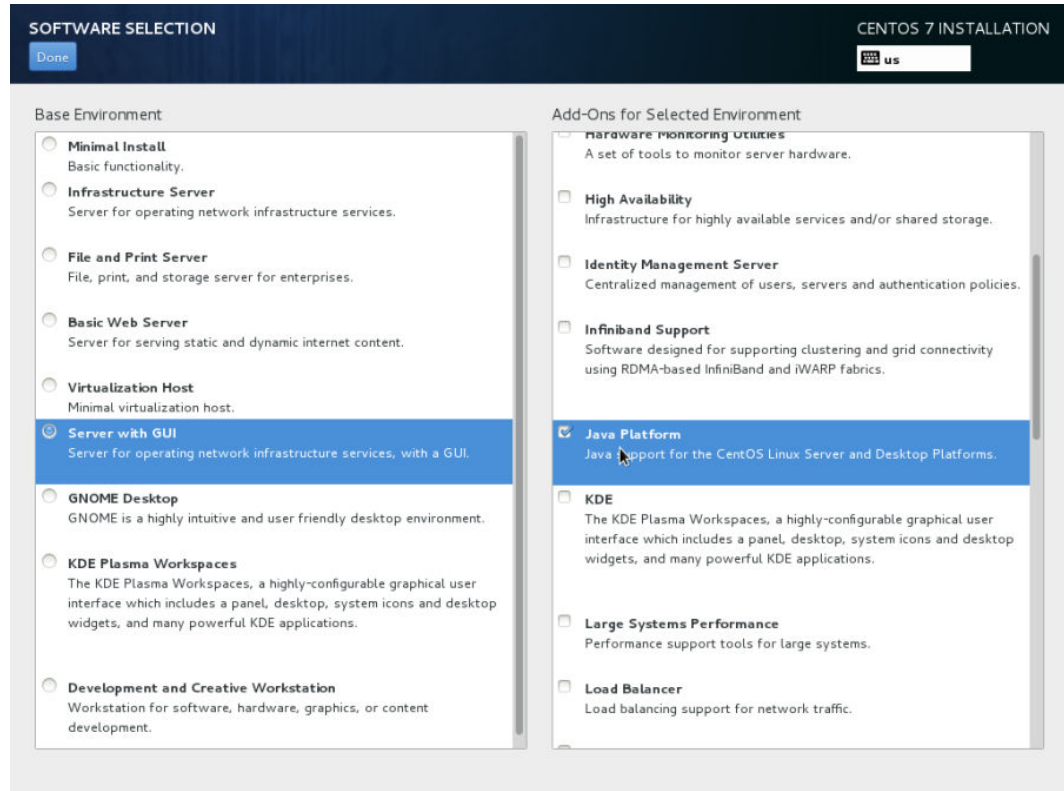 SOFTWARE SELECTION
CENTOS 7 INSTALLATION
Done
us
Base Environment
Minimal Install
Basic functionality.
Infrastructure Server
Server for operating network infrastructure services.
File and Print Server
File, print, and storage server for enterprises.
Basic Web Server
Server for serving static and dynamic internet content.
Virtualization Host
Minimal virtualization host.
Server with GUI
Server for operating network infrastructure services, with a GUI.
GNOME Desktop
GNOME is a highly intuitive and user friendly desktop environment.
KDE Plasma Workspaces
The KDE Plasma Workspaces, a highly-configurable graphical user
interface which includes a panel, desktop, system icons and desktop
widgets, and many powerful KDE applications.
Development and Creative Workstation
Workstation for software, hardware, graphics, or content
development.
Add-Ons for Selected Environment
Hardware Monitoring Utilities
A set of tools to monitor server hardware.
High Availability
Infrastructure for highly available services and/or shared storage.
Identity Management Server
Centralized management of users, servers and authentication policies.
Infiniband Support
Software designed for supporting clustering and grid connectivity
using RDMA-based InfiniBand and iWARP fabrics.
Java Platform
Java support for the CentOS Linux Server and Desktop Platforms.
KDE
The KDE Plasma Workspaces, a highly-configurable graphical user
interface which includes a panel, desktop, system icons and desktop
widgets, and many powerful KDE applications.
Large Systems Performance
Performance support tools for large systems.
Load Balancer
Load balancing support for network traffic.